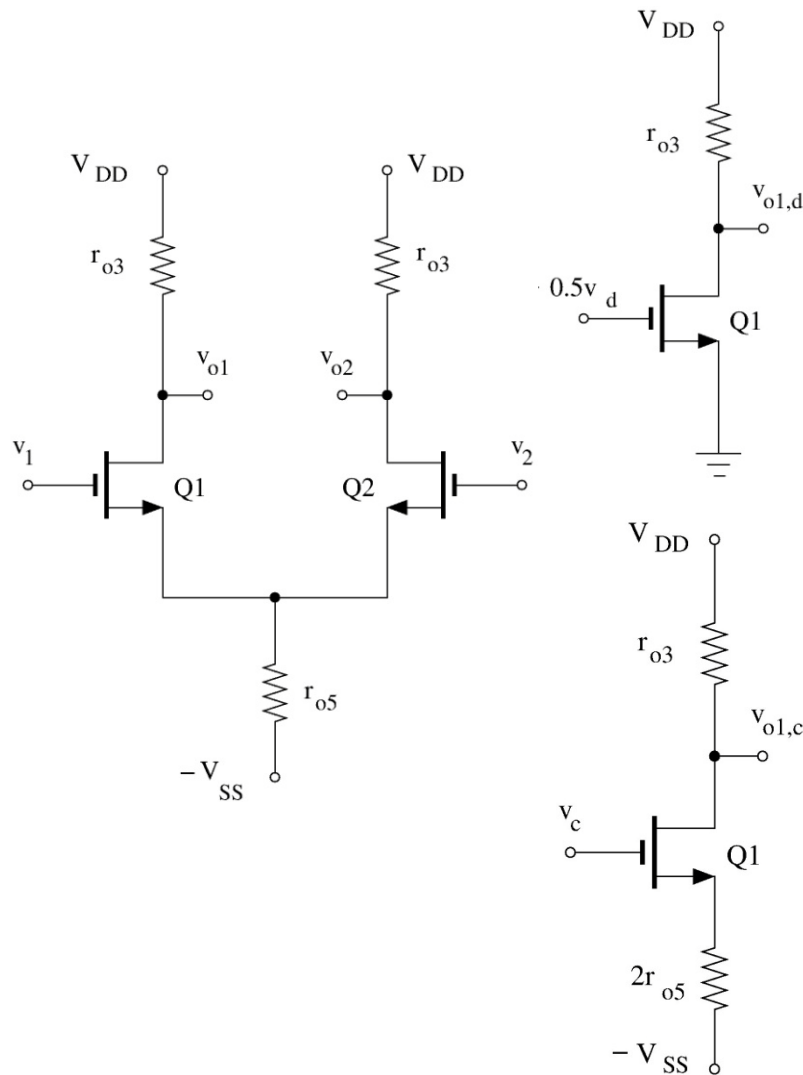 V DD
V DD
r o3
r o3
v o1
v o2
v 1
v 2
Q1
Q2
r o5
– V SS
V DD
r o3
v o1,d
0.5v d
Q1
V DD
r o3
v o1,c
v c
Q1
2r o5
– V SS